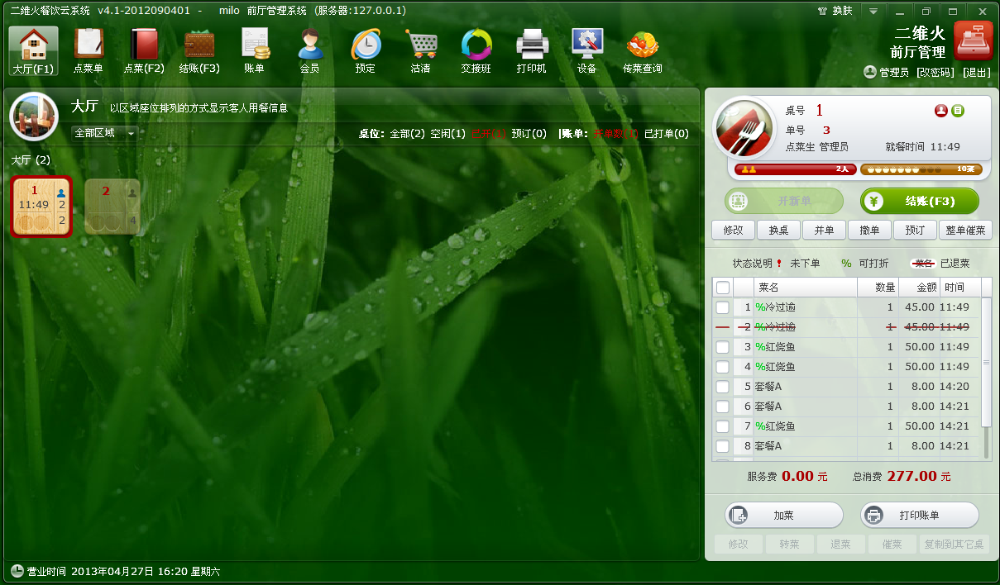 二维火餐饮云系统 v4.1-2012090401 - milo 前厅管理系统 (服务器:127.0.0.1)
换肤
大厅(F1) 点菜单 点菜(F2) 结账(F3) 账单 会员 预定 沽清 交接班 打印机 设备 传菜查询
二维火
前厅管理
管理员 [改密码] [退出]
大厅 以区域座位排列的方式显示客人用餐信息
全部区域
桌位: 全部(2) 空闲(1) 已开(1) 预订(0) |账单: 未打单数(1) 已打单(0)
大厅 (2)
1
11:49 2
2
2
4
桌号 1
单号 3
点菜生 管理员 就餐时间 11:49
2人 10菜
开新单 结账(F3)
修改 换桌 并单 撤单 预订 整单催菜
状态说明 ! 未下单 % 可打折 菜名 已退菜
菜名 数量 金额 时间
1 %冷过逾 1 45.00 11:49
2 %冷过逾 1 45.00 11:49
3 %红烧鱼 1 50.00 11:49
4 %红烧鱼 1 50.00 11:49
5 套餐A 1 8.00 14:20
6 套餐A 1 8.00 14:21
7 %红烧鱼 1 50.00 14:21
8 套餐A 1 8.00 14:21
服务费 0.00 元 总消费 277.00 元
加菜 打印账单
修改 转菜 退菜 催菜 复制到其它桌
营业时间 2013年04月27日 16:20 星期六